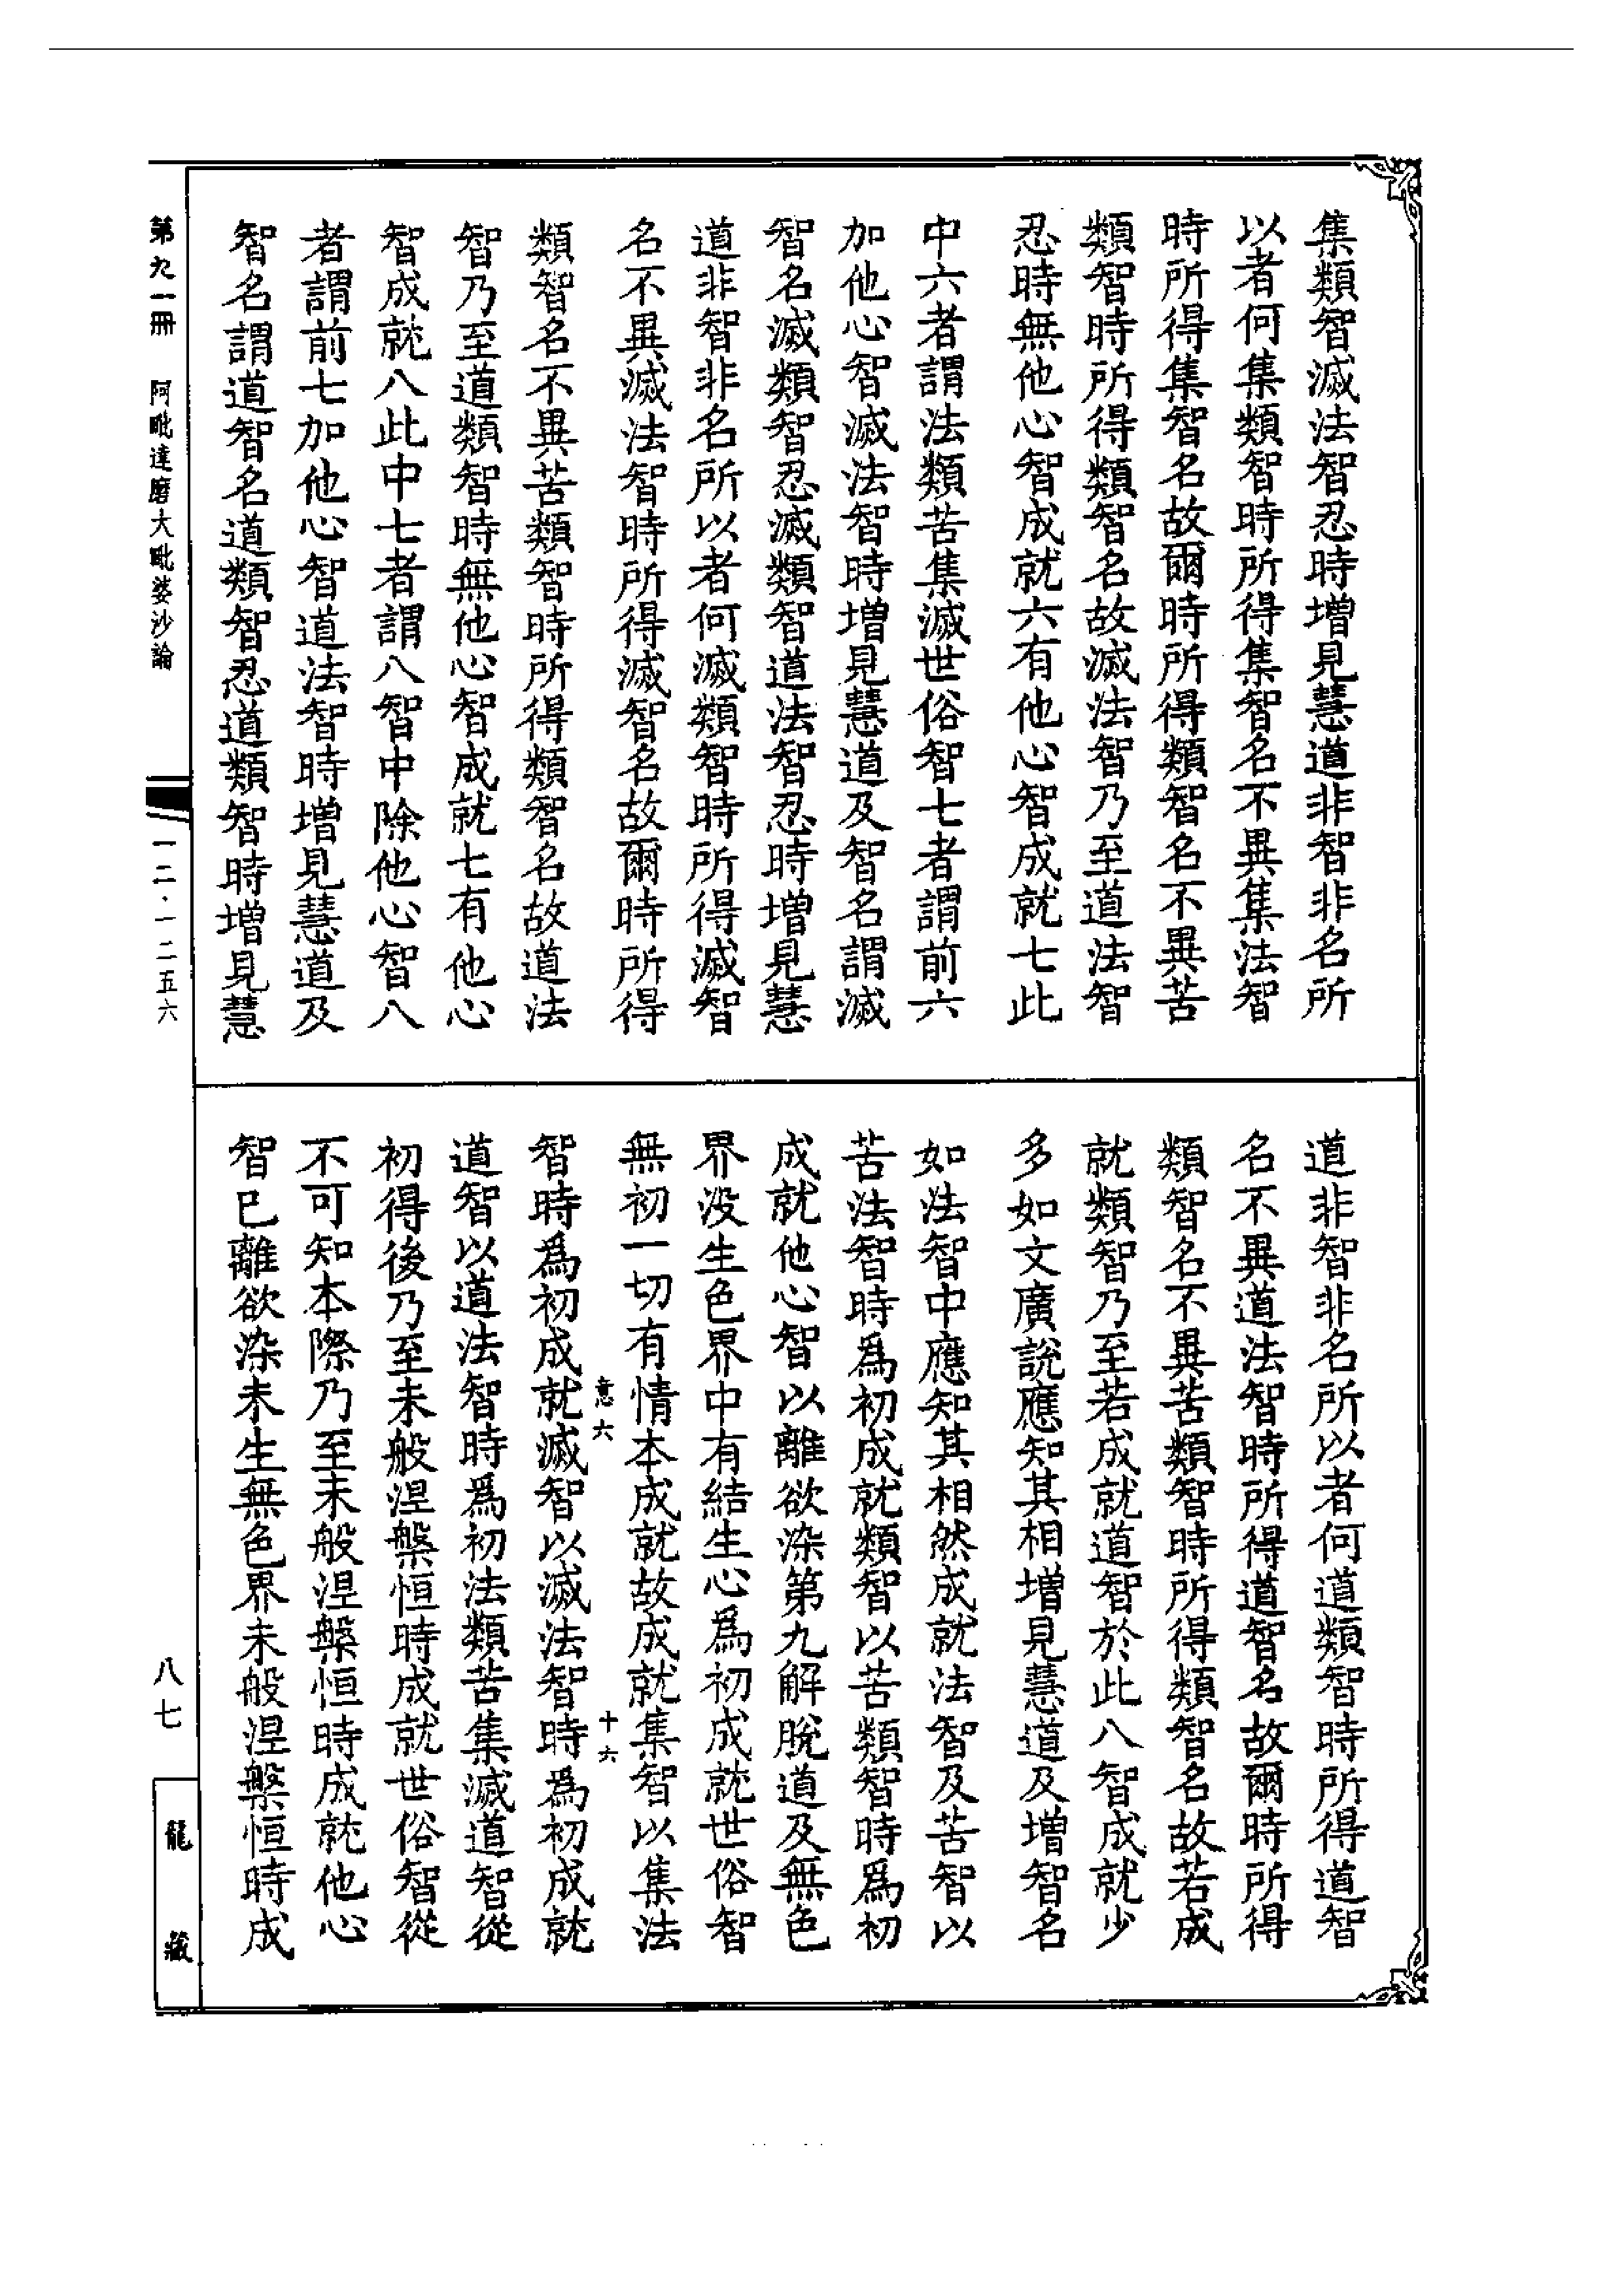 集類智滅法智忍時增見慧道非智非名所
以者何集類智時所得集智名不異集法智
時所得集智名故爾時所得類智名不異苦
類智時所得類智名故滅法智乃至道法智
忍時無他心智成就六有他心智成就七此
中六者謂法類苦集滅世俗智七者謂前六
加他心智滅法智時增見慧道及智名謂滅
智名滅類智忍滅類智道法智忍時增見慧
道非智非名所以者何滅類智時所得滅智
名不異滅法智時所得滅智名故爾時所得
類智名不異苦類智時所得類智名故道法
智乃至道類智時無他心智成就七有他心
智成就八此中七者謂八智中除他心智八
者謂前七加他心智道法智時增見慧道及
智名謂道智名道類智忍道類智時增見慧
道非智非名所以者何道類智時所得道智
名不異道法智時所得道智名故爾時所得
類智名不異苦類智時所得類智名故若成
就類智乃至若成就道智於此八智成就少
多如文廣說應知其相增見慧道及增智名
如法智中應知其相然成就法智及苦智以
苦法智時為初成就類智以苦類智時為初
成就他心智以離欲染第九解脫道及無色
界沒生色界中有結生心為初成就世俗智
無初一切有情本成就故成就集智以集法
意六
十六
智時為初成就滅智以滅法智時為初成就
道智以道法智時為初法類苦集滅道智從
初得後乃至未般涅槃恒時成就世俗智從
不可知本際乃至未般涅槃恒時成就他心
智已離欲染未生無色界未般涅槃恒時成
第九一冊 阿毗達磨大毗婆沙論
一二·一二五六
八七
龍藏